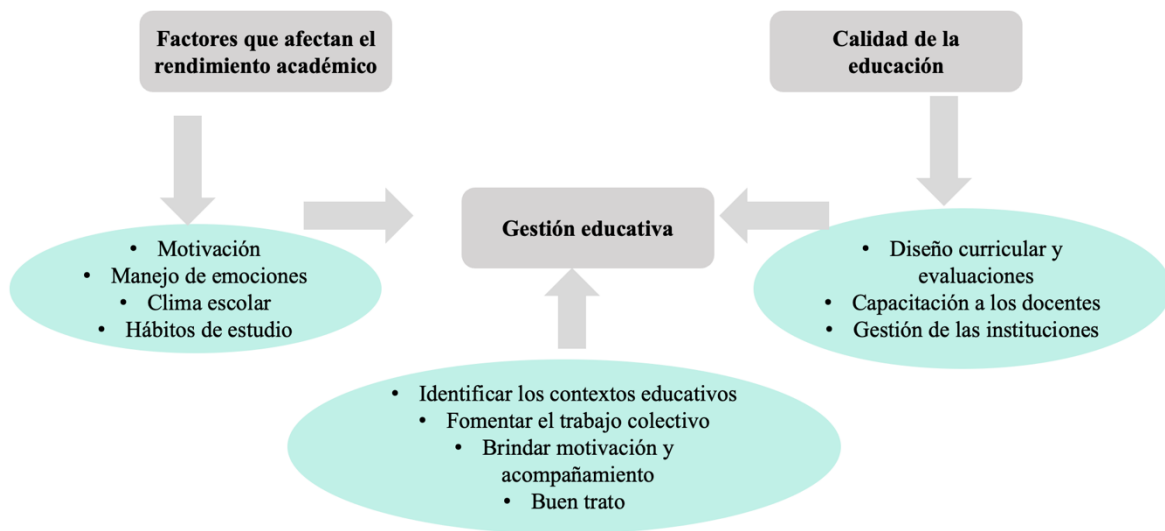 Factores que afectan el
rendimiento académico
Calidad de la
educación
Gestión educativa
• Motivación
• Manejo de emociones
• Clima escolar
• Hábitos de estudio
• Diseño curricular y
evaluaciones
• Capacitación a los docentes
• Gestión de las instituciones
• Identificar los contextos educativos
• Fomentar el trabajo colectivo
• Brindar motivación y
acompañamiento
• Buen trato